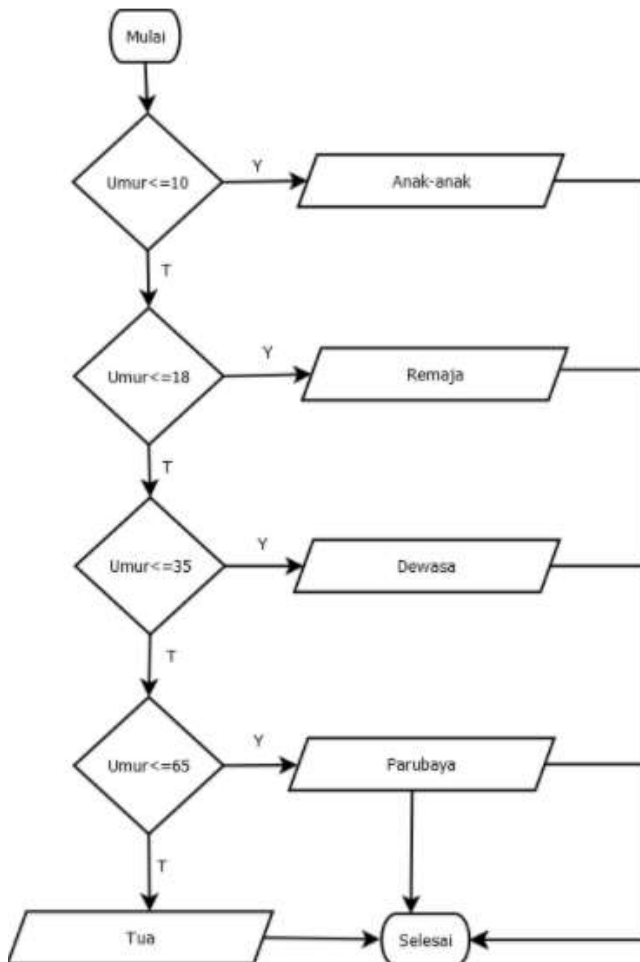 Mulai
Umur<=10
Y
Anak-anak
T
Umur<=18
Y
Remaja
T
Umur<=35
Y
Dewasa
T
Umur<=65
Y
Parubaya
T
Tua
Selesai